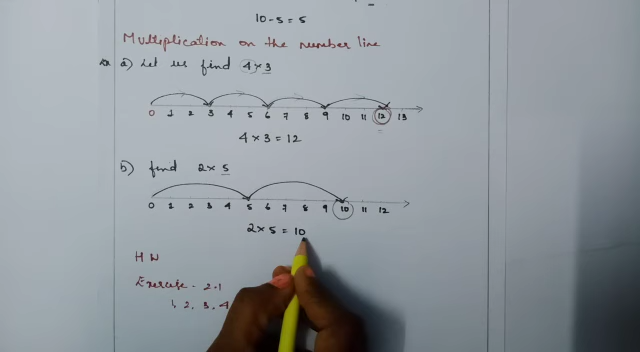 10-5=5
Multiplication on the number line
a) Let us find 4×3
0 1 2 3 4 5 6 7 8 9 10 11 12 13
4×3=12
b) find 2×5
0 1 2 3 4 5 6 7 8 9 10 11 12
2×5=10
HW
Exercise-2.1
1, 2, 3, 4